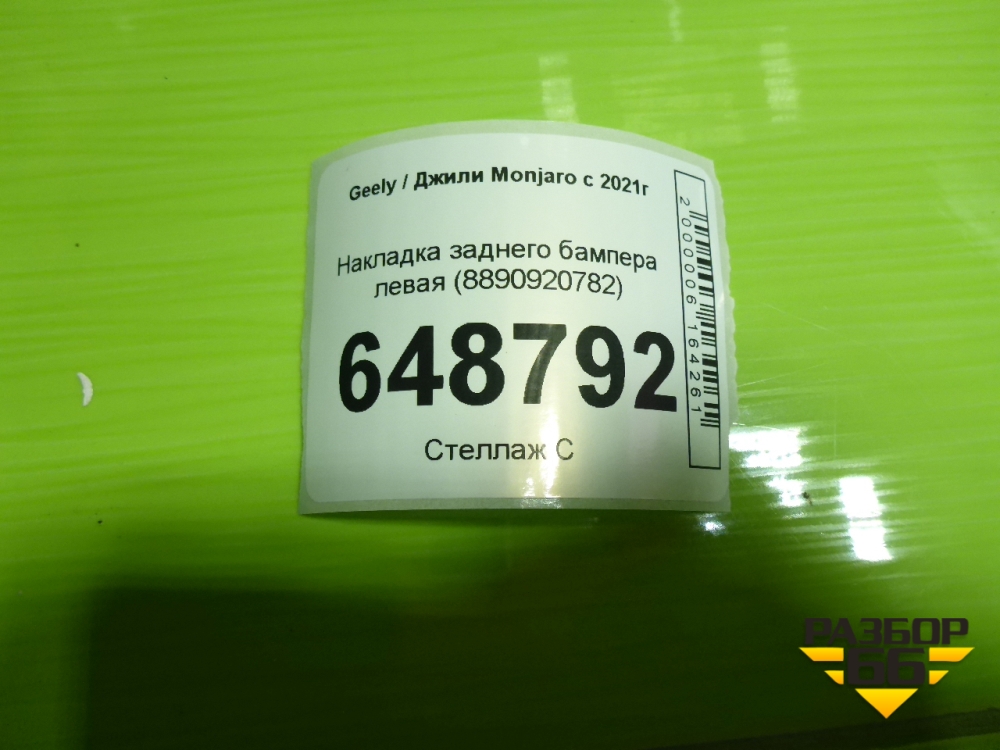 Geely / Джили Monjaro с 2021г
Накладка заднего бампера
левая (8890920782)
648792
Стеллаж С
2000006164261
РАЗБОР
66